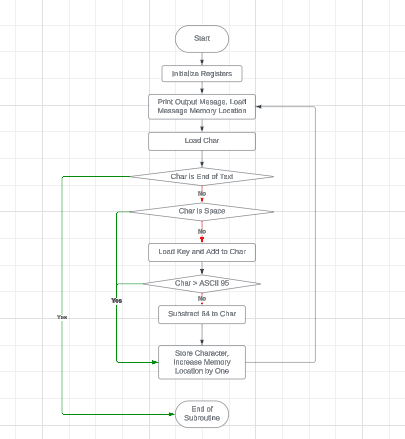 Start
Initialize Registers
Print Output Mesage, Load
Message Memory Location
Load Char
Char is End of Text
No
Char is Space
No
Load Key and Add to Char
Char > ASCII 95
Yes
No
Yes
Substract 64 to Char
Store Character,
Increase Memory
Location by One
End of
Subroutine